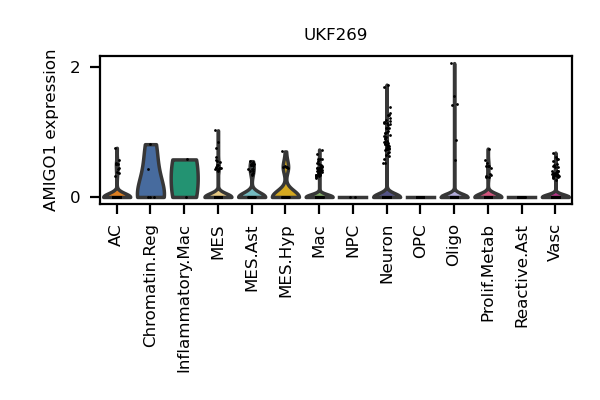 UKF269
AMIGO1 expression
2
0
AC
Chromatin.Reg
Inflammatory.Mac
MES
MES.Ast
MES.Hyp
Mac
NPC
Neuron
OPC
Oligo
Prolif.Metab
Reactive.Ast
Vasc